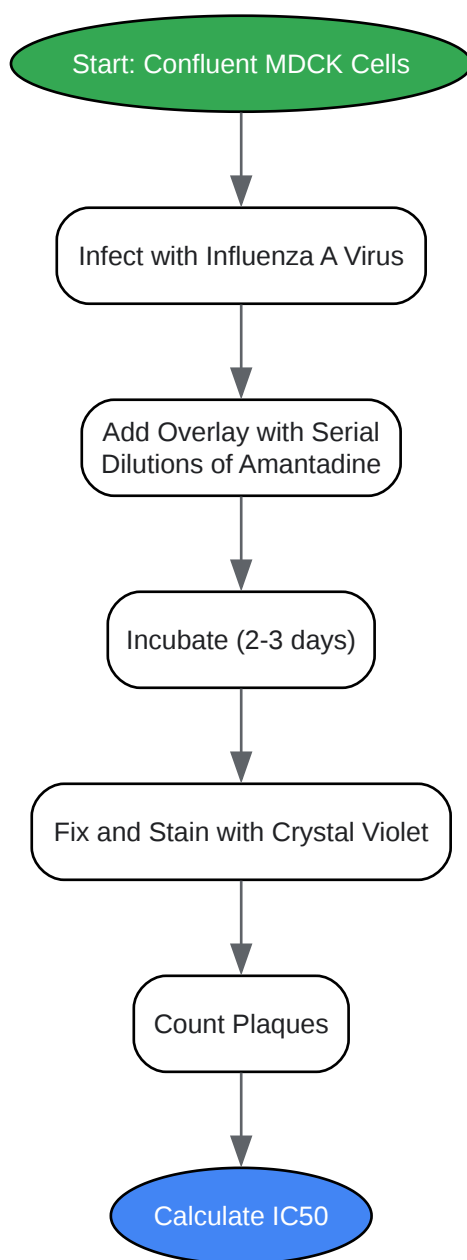 Start: Confluent MDCK Cells
Infect with Influenza A Virus
Add Overlay with Serial
Dilutions of Amantadine
Incubate (2-3 days)
Fix and Stain with Crystal Violet
Count Plaques
Calculate IC50